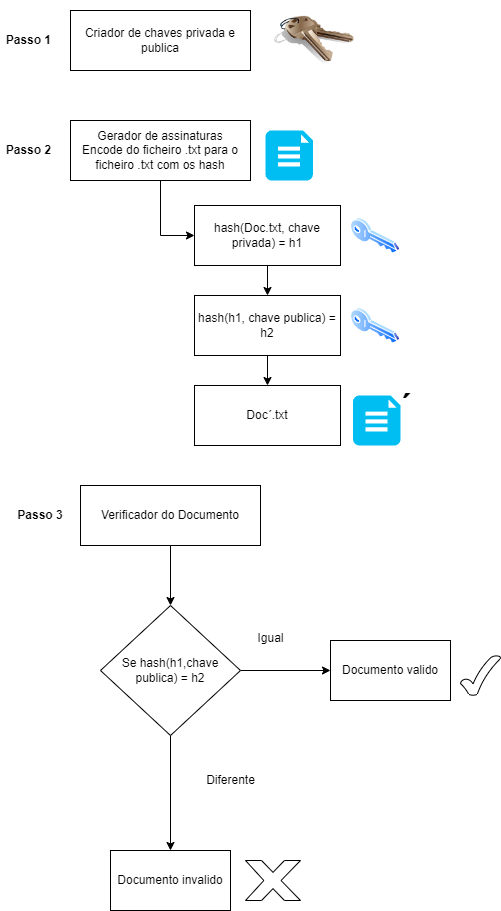 Passo 1
Criador de chaves privada e
publica
Passo 2
Gerador de assinaturas
Encode do ficheiro .txt para o
ficheiro .txt com os hash
hash(Doc.txt, chave
privada) = h1
hash(h1, chave publica) =
h2
Doc´.txt
´
Passo 3
Verificador do Documento
Se hash(h1,chave
publica) = h2
Igual
Documento valido
Diferente
Documento invalido